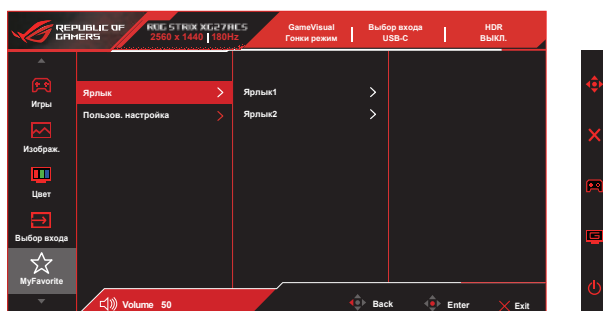 REPUBLIC OF
GAMERS
ROG STRIX XG27ACS
2560 x 1440 180Hz
GameVisual
Гонки режим
Выбор входа
USB-C
HDR
ВЫКЛ.
Игры
Изображ.
Цвет
Выбор входа
MyFavorite
Ярлык
Пользов. настройка
Ярлык1
Ярлык2
Volume 50
Back
Enter
Exit